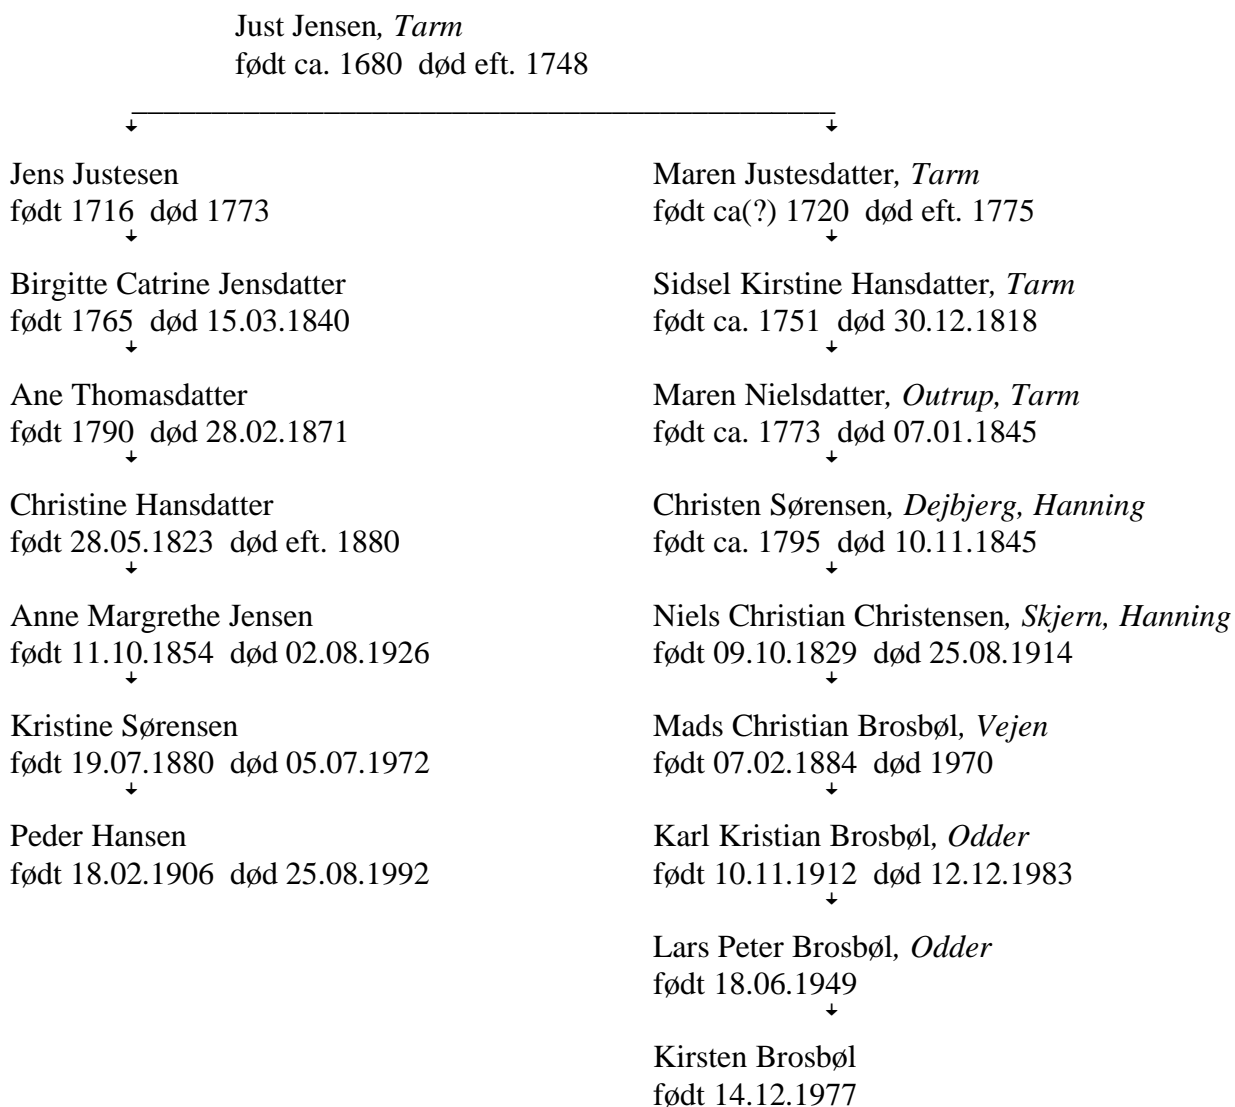 Just Jensen, Tarm
født ca. 1680 død eft. 1748
Jens Justesen
født 1716 død 1773
Birgitte Catrine Jensdatter
født 1765 død 15.03.1840
Ane Thomasdatter
født 1790 død 28.02.1871
Christine Hansdatter
født 28.05.1823 død eft. 1880
Anne Margrethe Jensen
født 11.10.1854 død 02.08.1926
Kristine Sørensen
født 19.07.1880 død 05.07.1972
Peder Hansen
født 18.02.1906 død 25.08.1992
Maren Justesdatter, Tarm
født ca(?) 1720 død eft. 1775
Sidsel Kirstine Hansdatter, Tarm
født ca. 1751 død 30.12.1818
Maren Nielsdatter, Outrup, Tarm
født ca. 1773 død 07.01.1845
Christen Sørensen, Dejbjerg, Hanning
født ca. 1795 død 10.11.1845
Niels Christian Christensen, Skjern, Hanning
født 09.10.1829 død 25.08.1914
Mads Christian Brosbøl, Vejen
født 07.02.1884 død 1970
Karl Kristian Brosbøl, Odder
født 10.11.1912 død 12.12.1983
Lars Peter Brosbøl, Odder
født 18.06.1949
Kirsten Brosbøl
født 14.12.1977